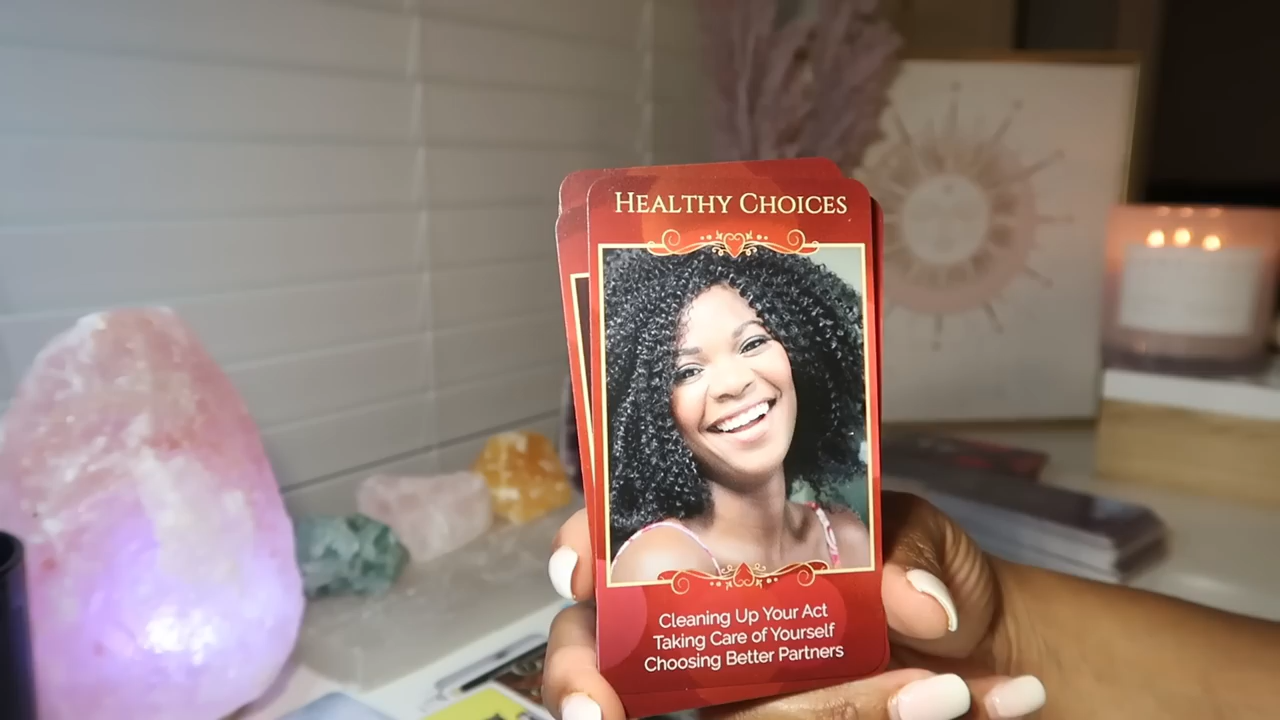 Healthy Choices
Cleaning Up Your Act
Taking Care of Yourself
Choosing Better Partners